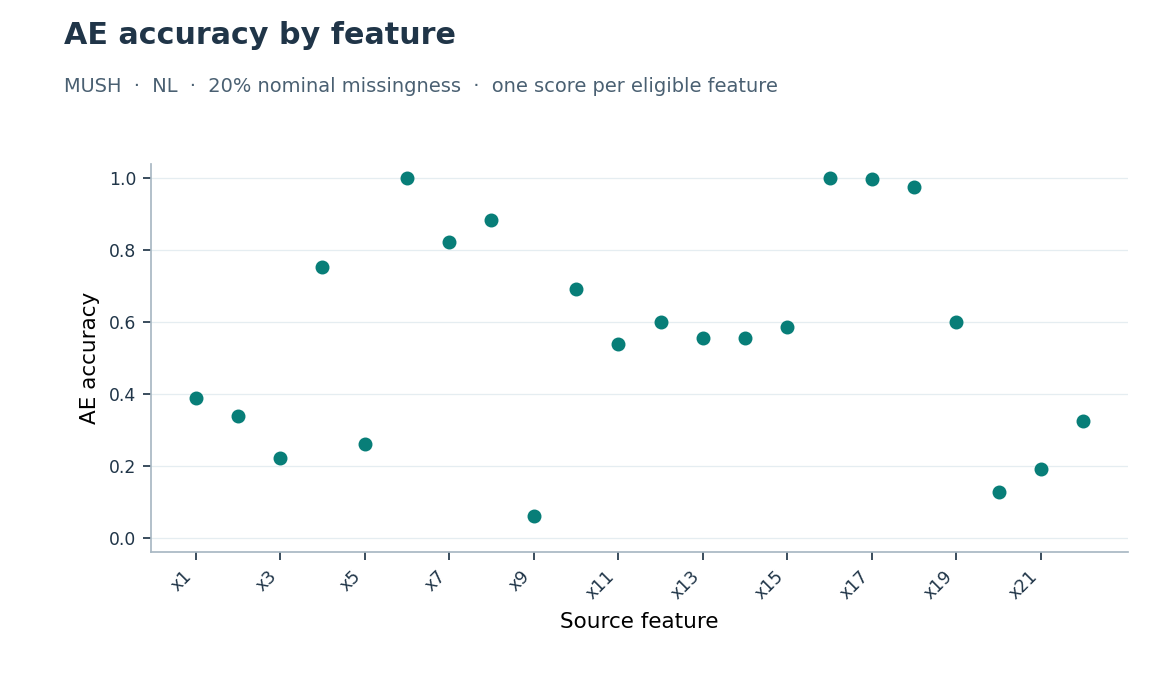 AE accuracy by feature
MUSH · NL · 20% nominal missingness · one score per eligible feature
AE accuracy
1.0
0.8
0.6
0.4
0.2
0.0
x1 x3 x5 x7 x9 x11 x13 x15 x17 x19 x21
Source feature